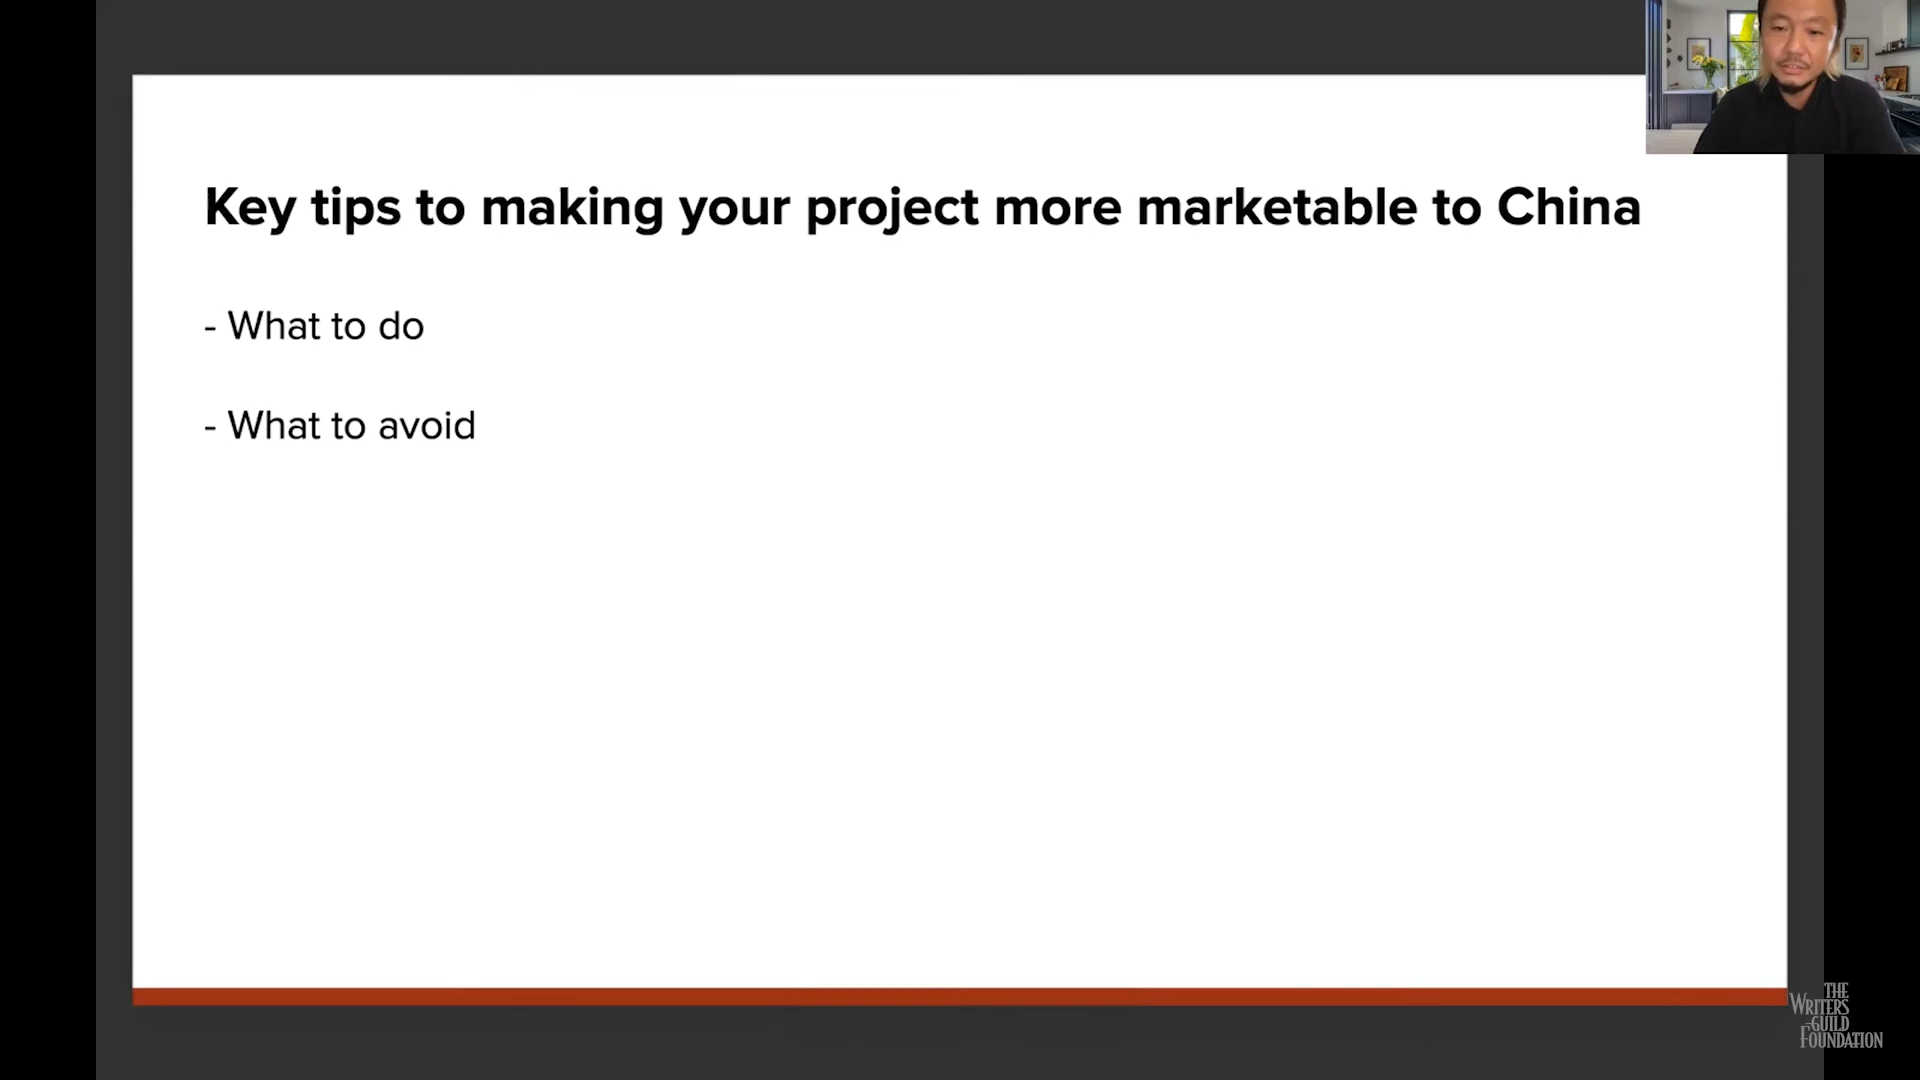 Key tips to making your project more marketable to China
- What to do
- What to avoid
THE
WRITERS
GUILD
FOUNDATION